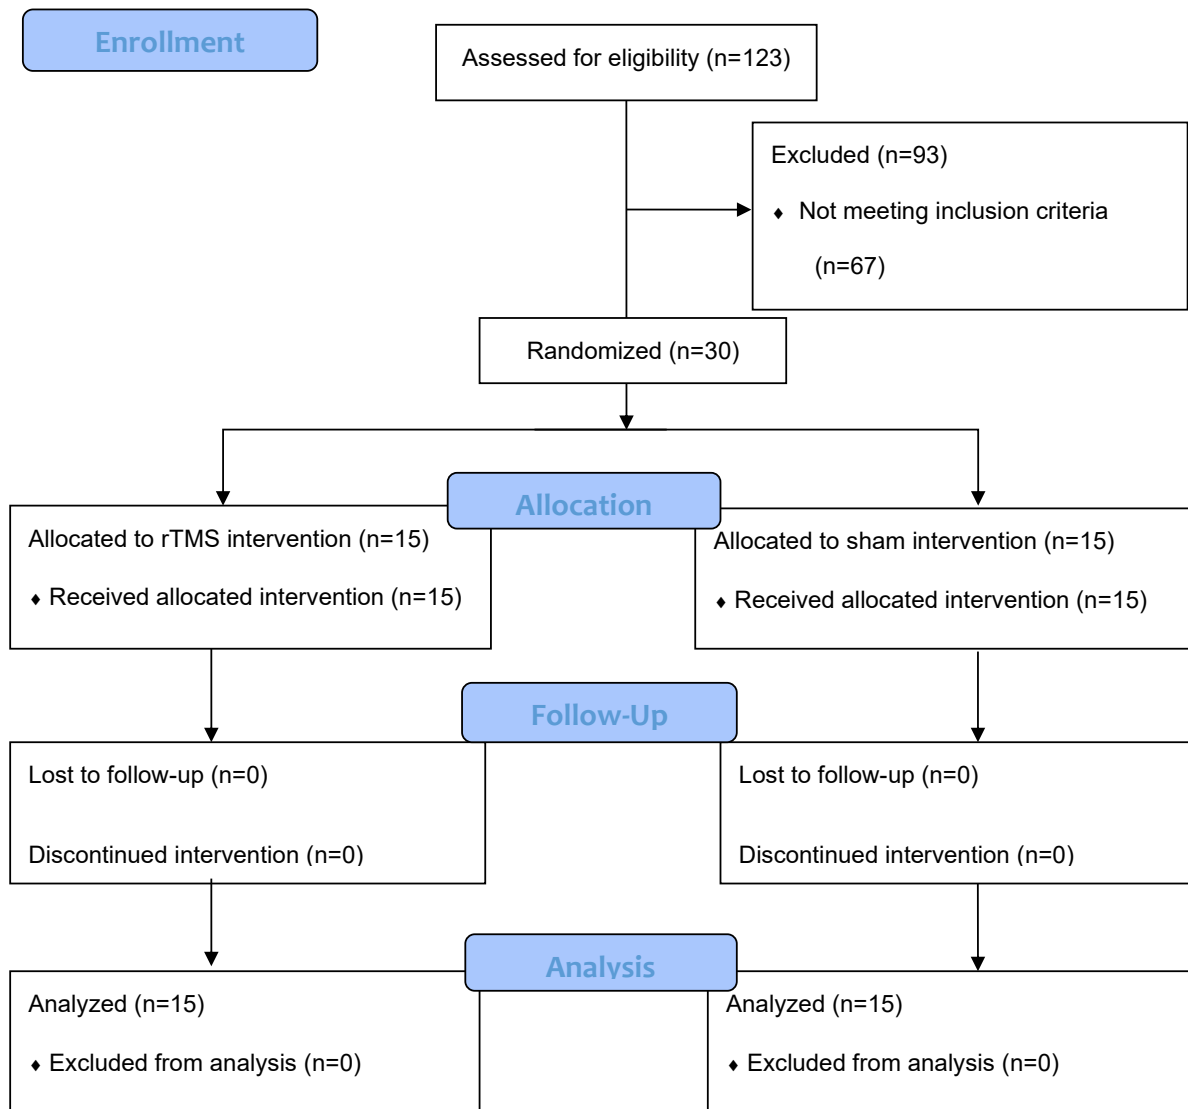 Enrollment
Assessed for eligibility (n=123)
Excluded (n=93)
♦ Not meeting inclusion criteria
(n=67)
Randomized (n=30)
Allocation
Allocated to rTMS intervention (n=15)
♦ Received allocated intervention (n=15)
Allocated to sham intervention (n=15)
♦ Received allocated intervention (n=15)
Follow-Up
Lost to follow-up (n=0)
Discontinued intervention (n=0)
Lost to follow-up (n=0)
Discontinued intervention (n=0)
Analysis
Analyzed (n=15)
♦ Excluded from analysis (n=0)
Analyzed (n=15)
♦ Excluded from analysis (n=0)